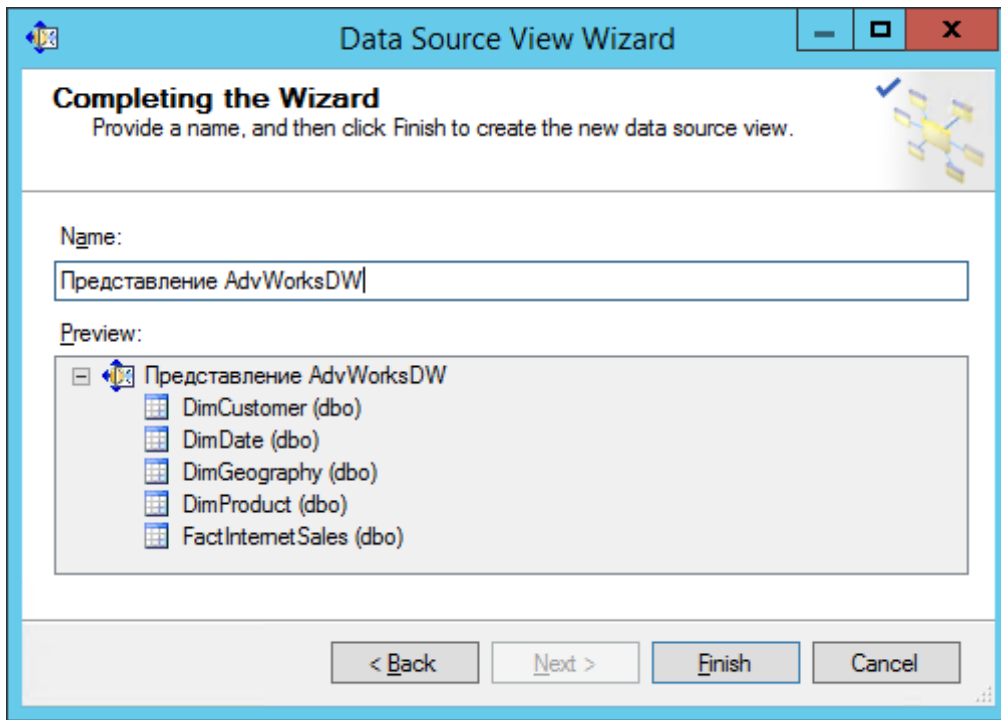 Data Source View Wizard
Completing the Wizard
Provide a name, and then click Finish to create the new data source view.
Name:
Представление AdvWorksDW
Preview:
Представление AdvWorksDW
DimCustomer (dbo)
DimDate (dbo)
DimGeography (dbo)
DimProduct (dbo)
FactInternetSales (dbo)
< Back Next > Finish Cancel